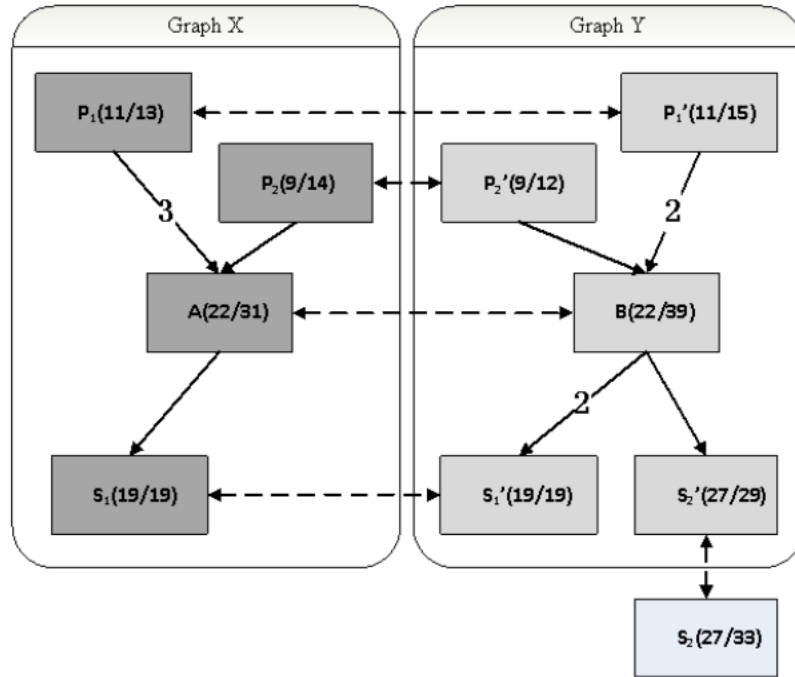 Graph X
Graph Y
P₁(11/13)
P₁’(11/15)
P₂(9/14)
P₂’(9/12)
3
2
A(22/31)
B(22/39)
2
S₁(19/19)
S₁’(19/19)
S₂’(27/29)
S₂(27/33)